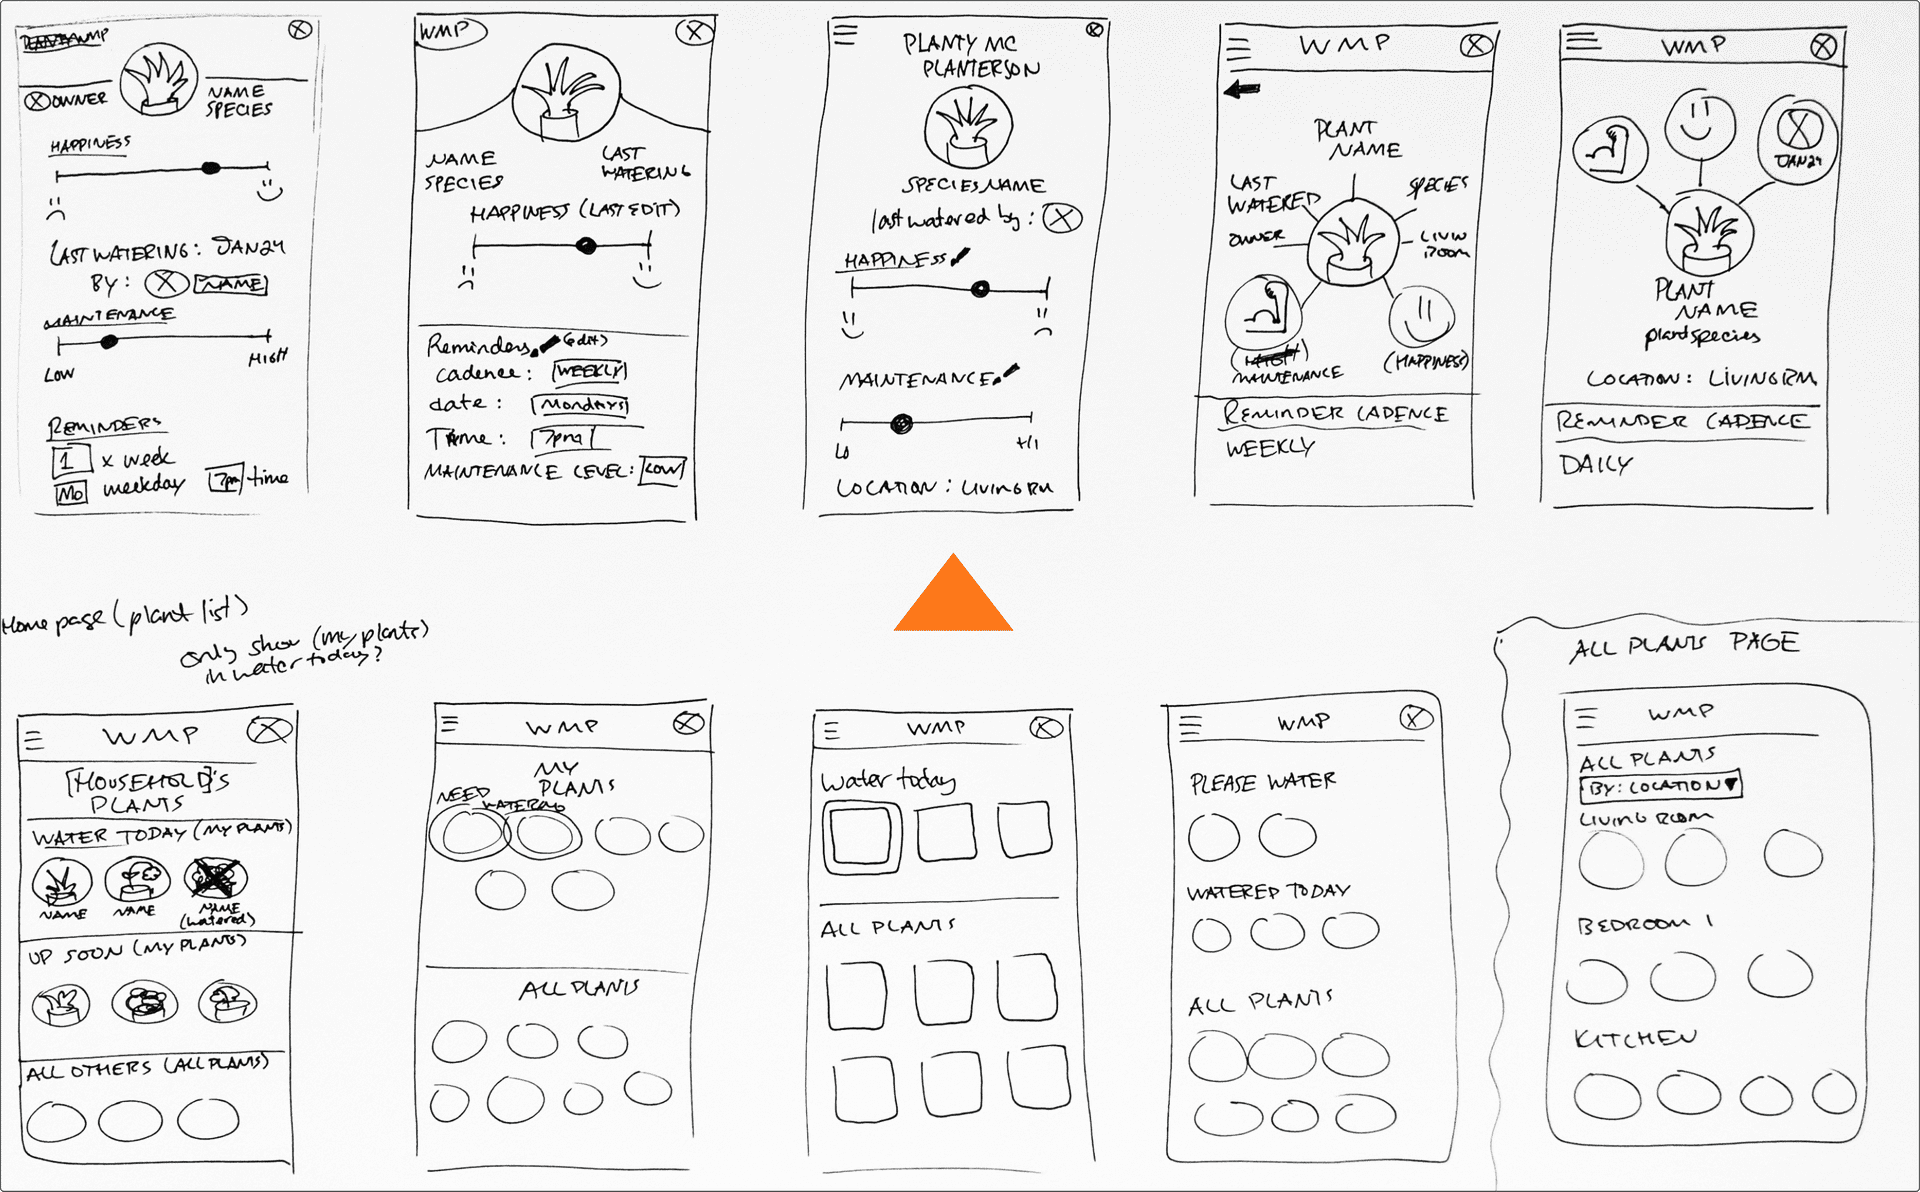 WMP
OWNER
NAME
SPECIES
HAPPINESS
LAST WATERING: JAN24
BY: X NAME
MAINTENANCE
LOW
HIGH
REMINDERS
1 x week
Mo weekday 7pm time
WMP
NAME
SPECIES
LAST
WATERING
HAPPINESS (LAST EDIT)
Reminders (edit)
cadence: WEEKLY
date: MONDAYS
Time: 7pm
MAINTENANCE LEVEL: LOW
PLANTY MC
PLANTERSON
SPECIES NAME
last watered by: X
HAPPINESS
MAINTENANCE
Lo
HI
LOCATION: LIVINGRM
WMP
PLANT
NAME
LAST
WATERED
SPECIES
OWNER
LIVIN
ROOM
MAINTENANCE
(HAPPINESS)
REMINDER CADENCE
WEEKLY
WMP
JAN24
PLANT
NAME
plantspecies
LOCATION: LIVINGRM
REMINDER CADENCE
DAILY
Home page (plant list)
only show (my plants)
in water today?
WMP
[HOUSEHOLD]'S
PLANTS
WATER TODAY (MY PLANTS)
NAME
NAME
NAME
(watered)
UP SOON (MY PLANTS)
ALL OTHERS (ALL PLANTS)
WMP
MY
PLANTS
NEED
WATERING
ALL PLANTS
WMP
Water today
ALL PLANTS
WMP
PLEASE WATER
WATERED TODAY
ALL PLANTS
ALL PLANTS PAGE
WMP
ALL PLANTS
BY: LOCATION
LIVING ROOM
BEDROOM 1
KITCHEN